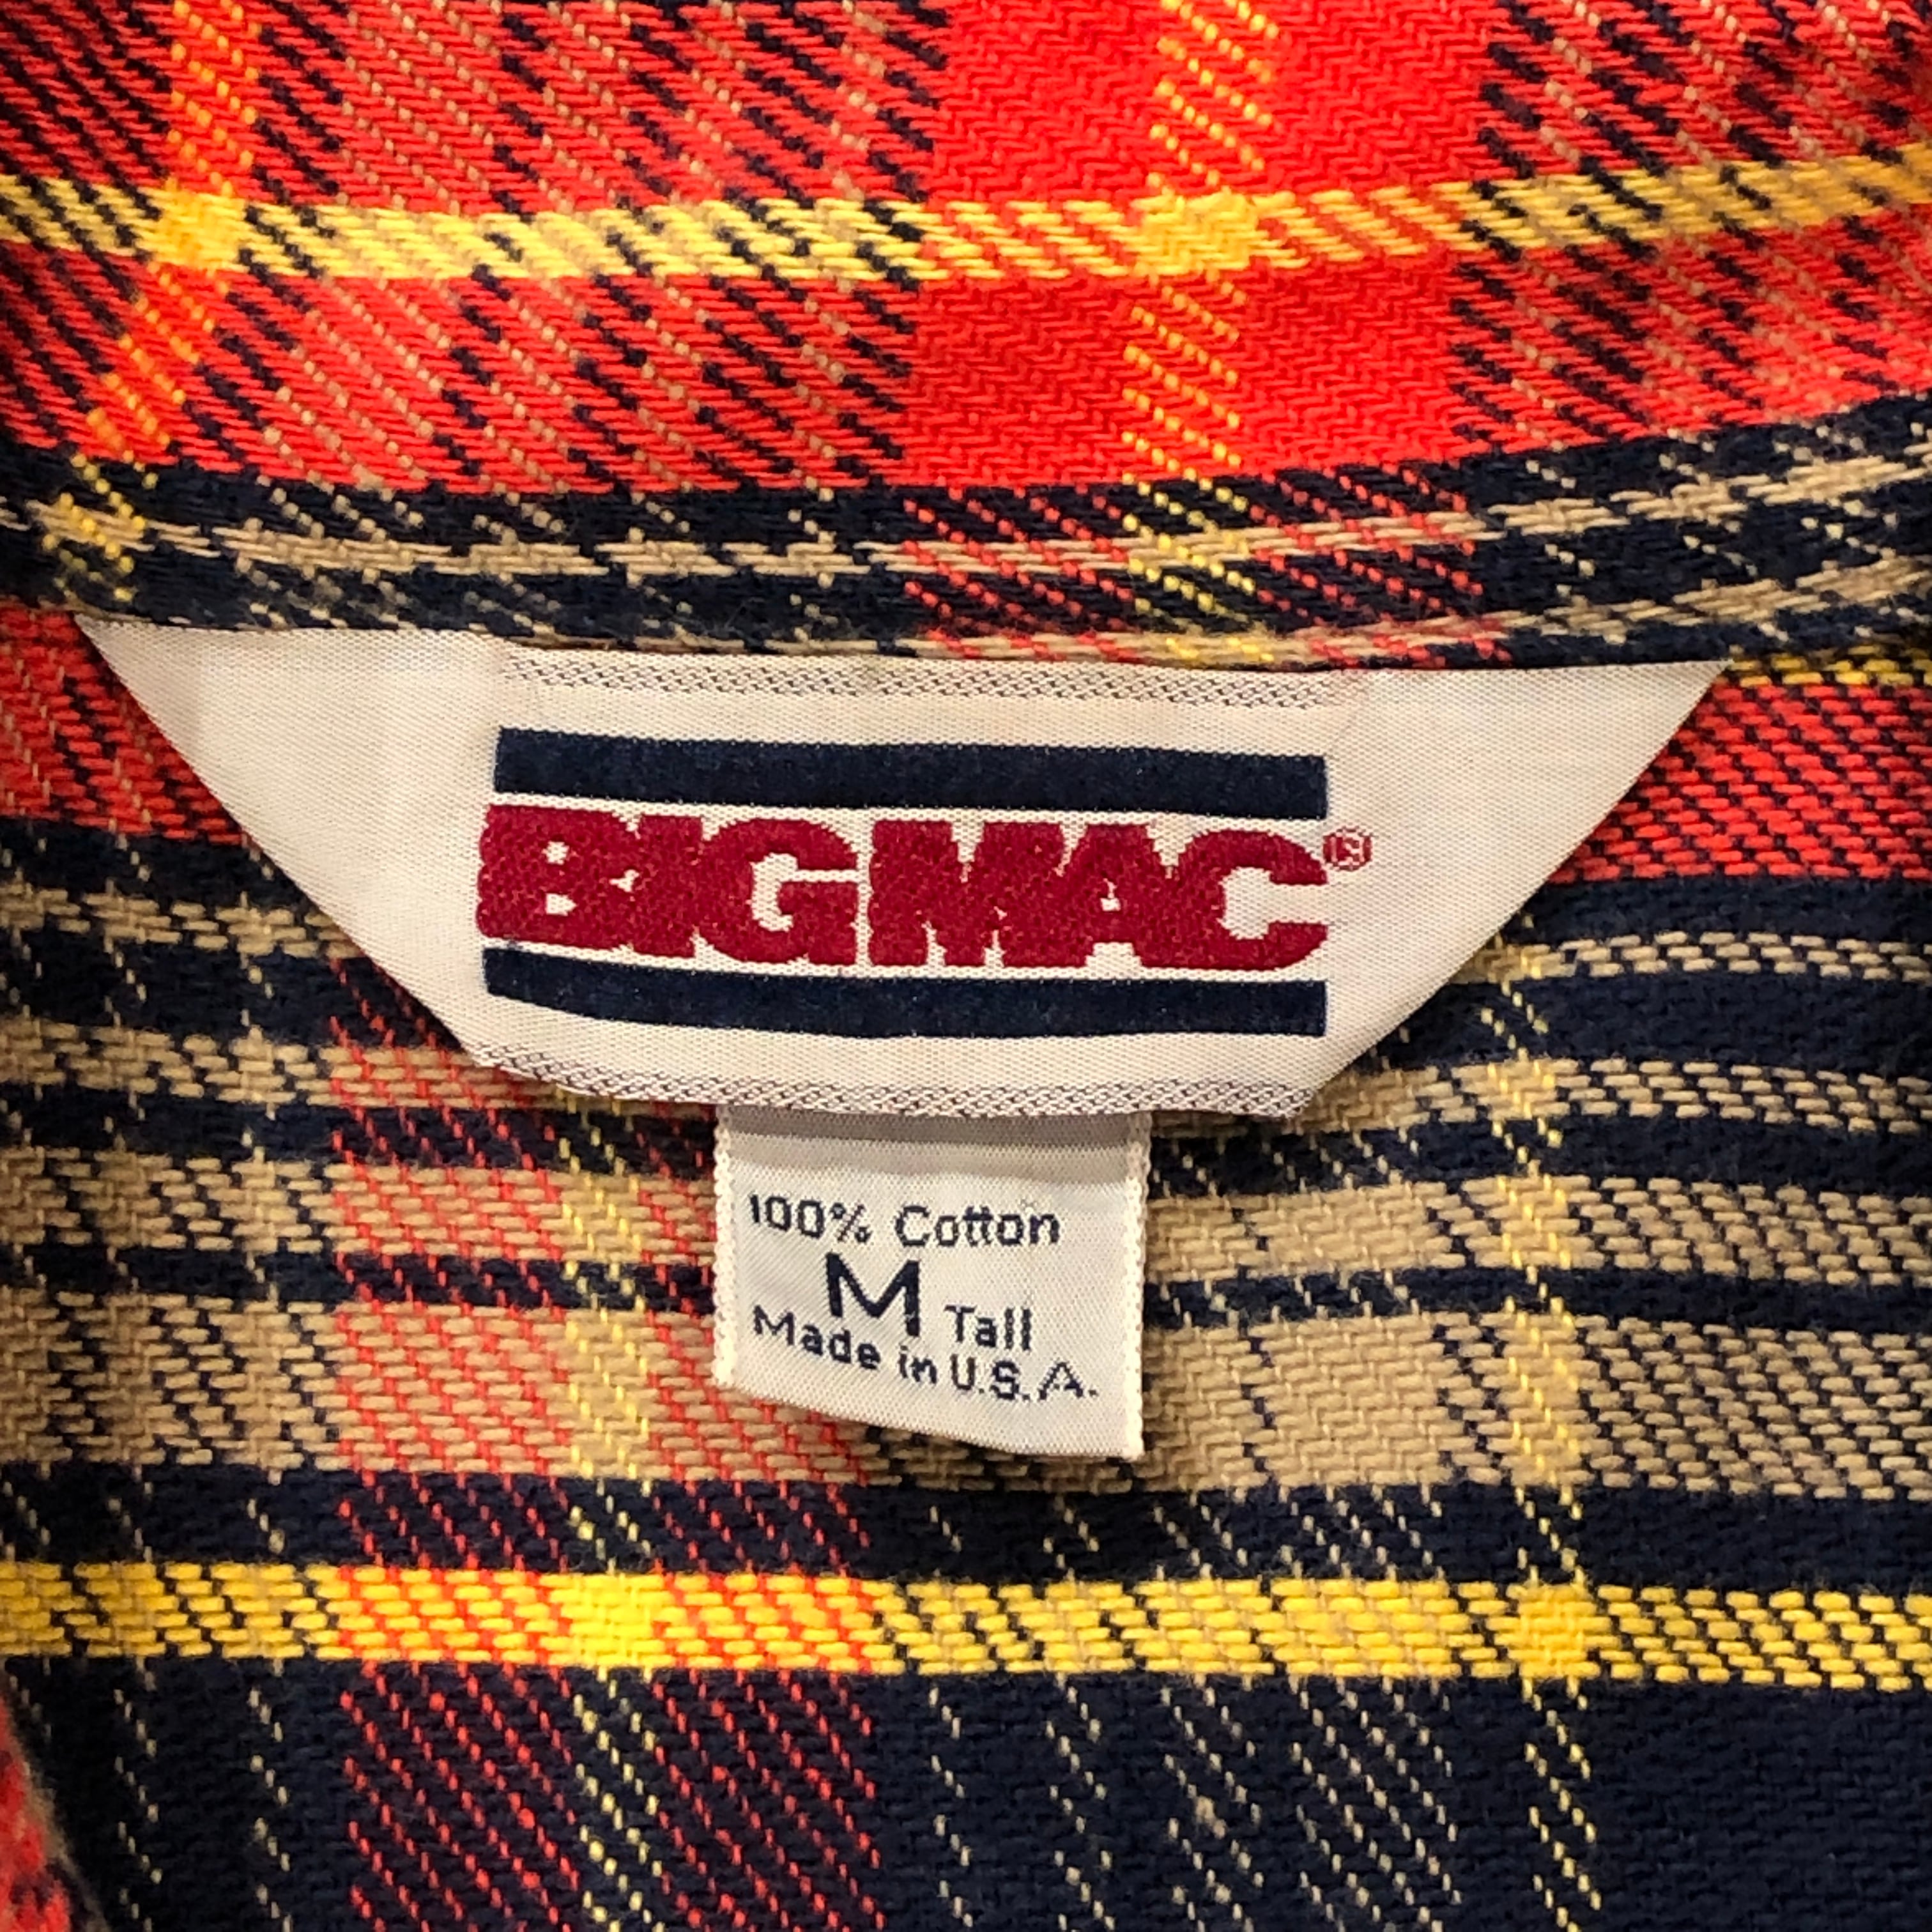 BIGMAC®
100% Cotton
M Tall
Made in U.S.A.